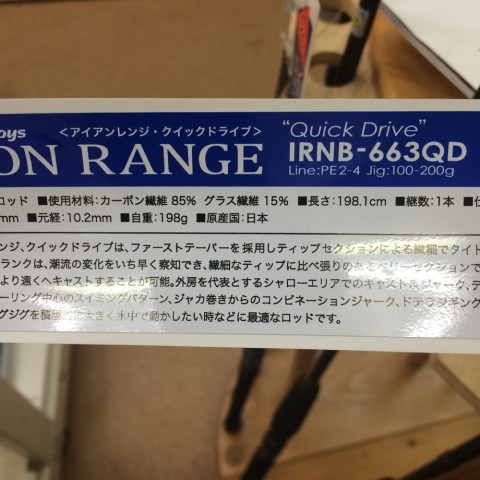 oys
<アイアンレンジ・クイックドライブ>
"Quick Drive"
ON RANGE
IRNB-663QD
Line:PE2-4 Jig:100-200g
ロッド ■使用材料:カーボン繊維 85% グラス繊維 15% ■長さ:198.1cm ■継数:1本 ■仕
mm ■元径:10.2mm ■自重:198g ■原産国:日本
ンジ、クイックドライブは、ファーストテーパーを採用しティップセクションによる繊細でタイト
ランクは、潮流の変化をいち早く察知でき、繊細なティップに比べ張りのあるベリーセクションで
より遠くへキャストすることが可能。外房を代表とするシャローエリアでのキャスト&ジャーク、テ
ーリング中心のスイミングパターン、ジャカ巻きからのコンビネーションジャーク、ドテラジギング
グジグを横 大きく水中で動かしたい時などに最適なロッドです。